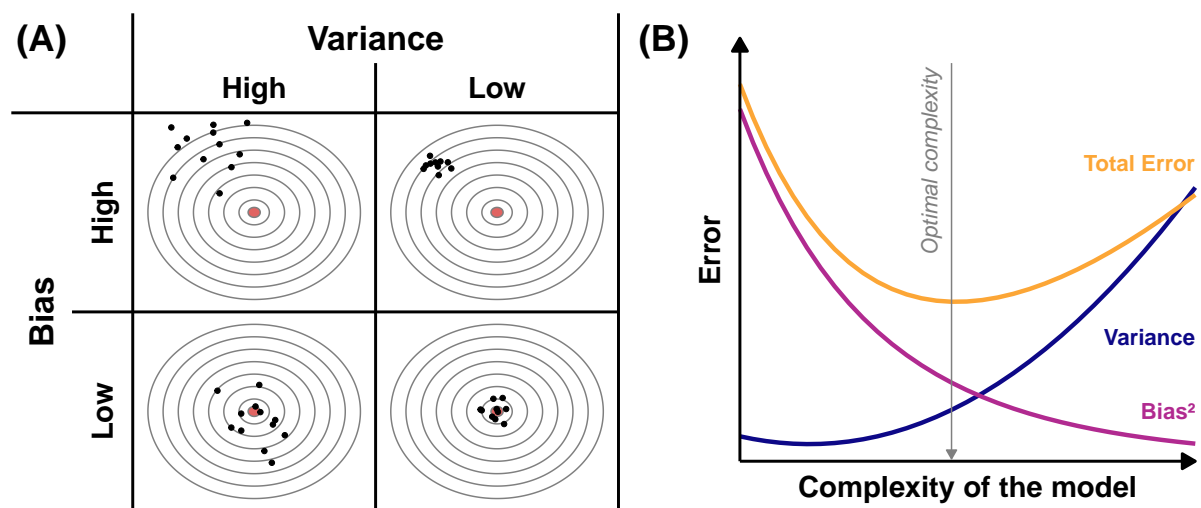 (A)
Variance
High
Low
Bias
High
Low
(B)
Error
Optimal complexity
Total Error
Variance
Bias²
Complexity of the model